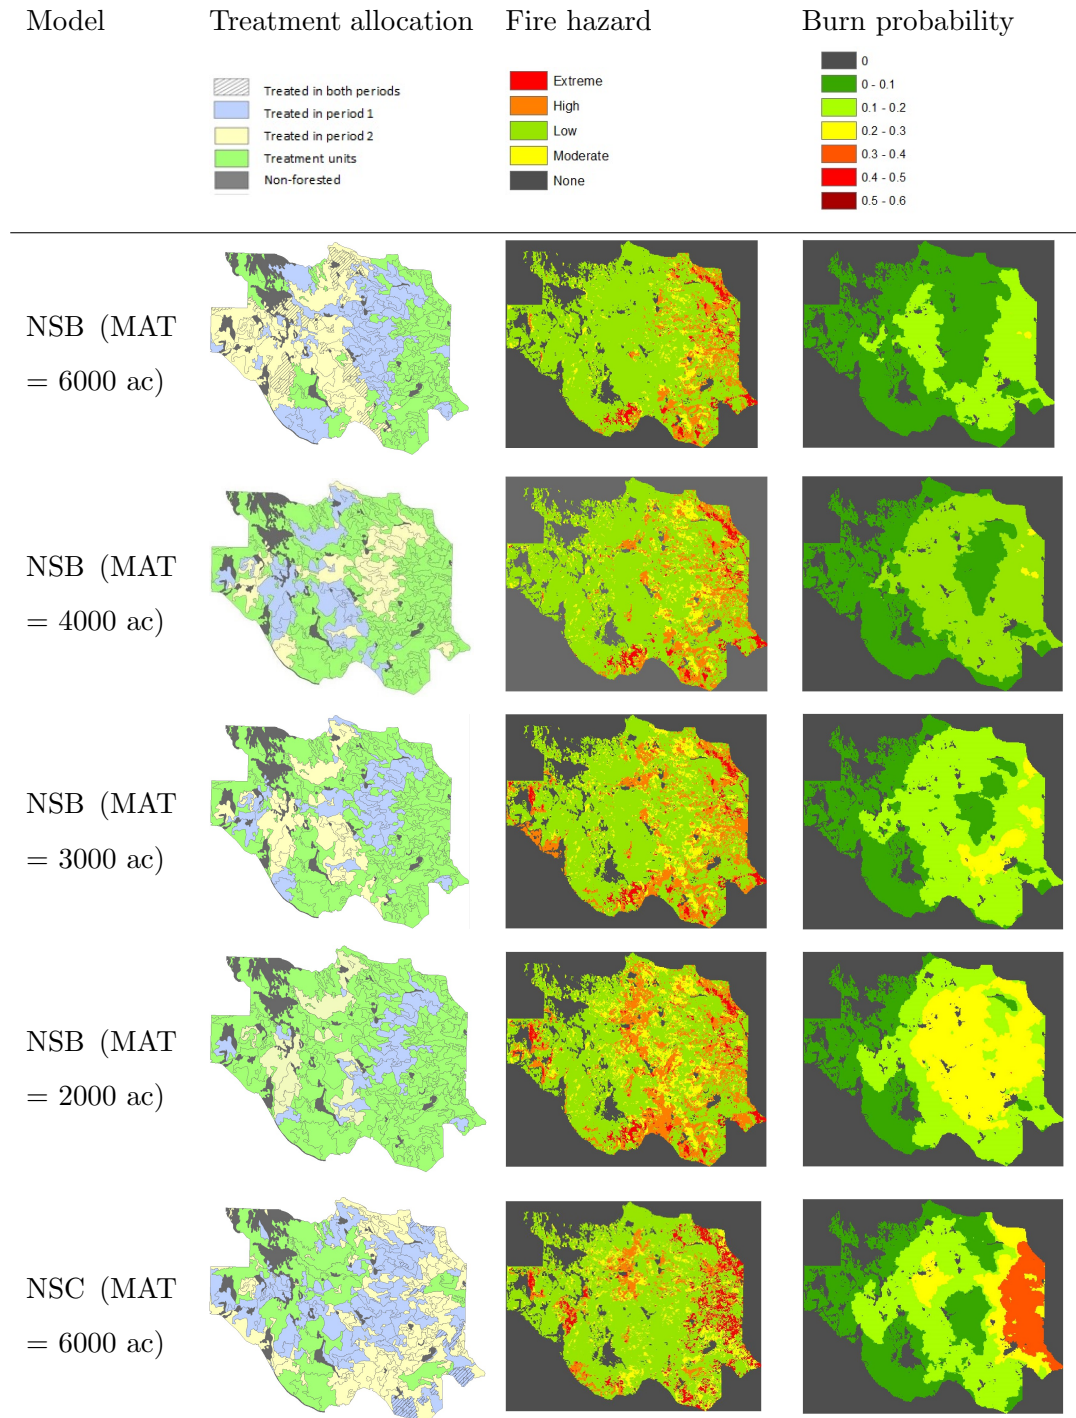 Model Treatment allocation Fire hazard Burn probability
Treated in both periods
Treated in period 1
Treated in period 2
Treatment units
Non-forested
Extreme
High
Low
Moderate
None
0
0 - 0.1
0.1 - 0.2
0.2 - 0.3
0.3 - 0.4
0.4 - 0.5
0.5 - 0.6
NSB (MAT
= 6000 ac)
NSB (MAT
= 4000 ac)
NSB (MAT
= 3000 ac)
NSB (MAT
= 2000 ac)
NSC (MAT
= 6000 ac)